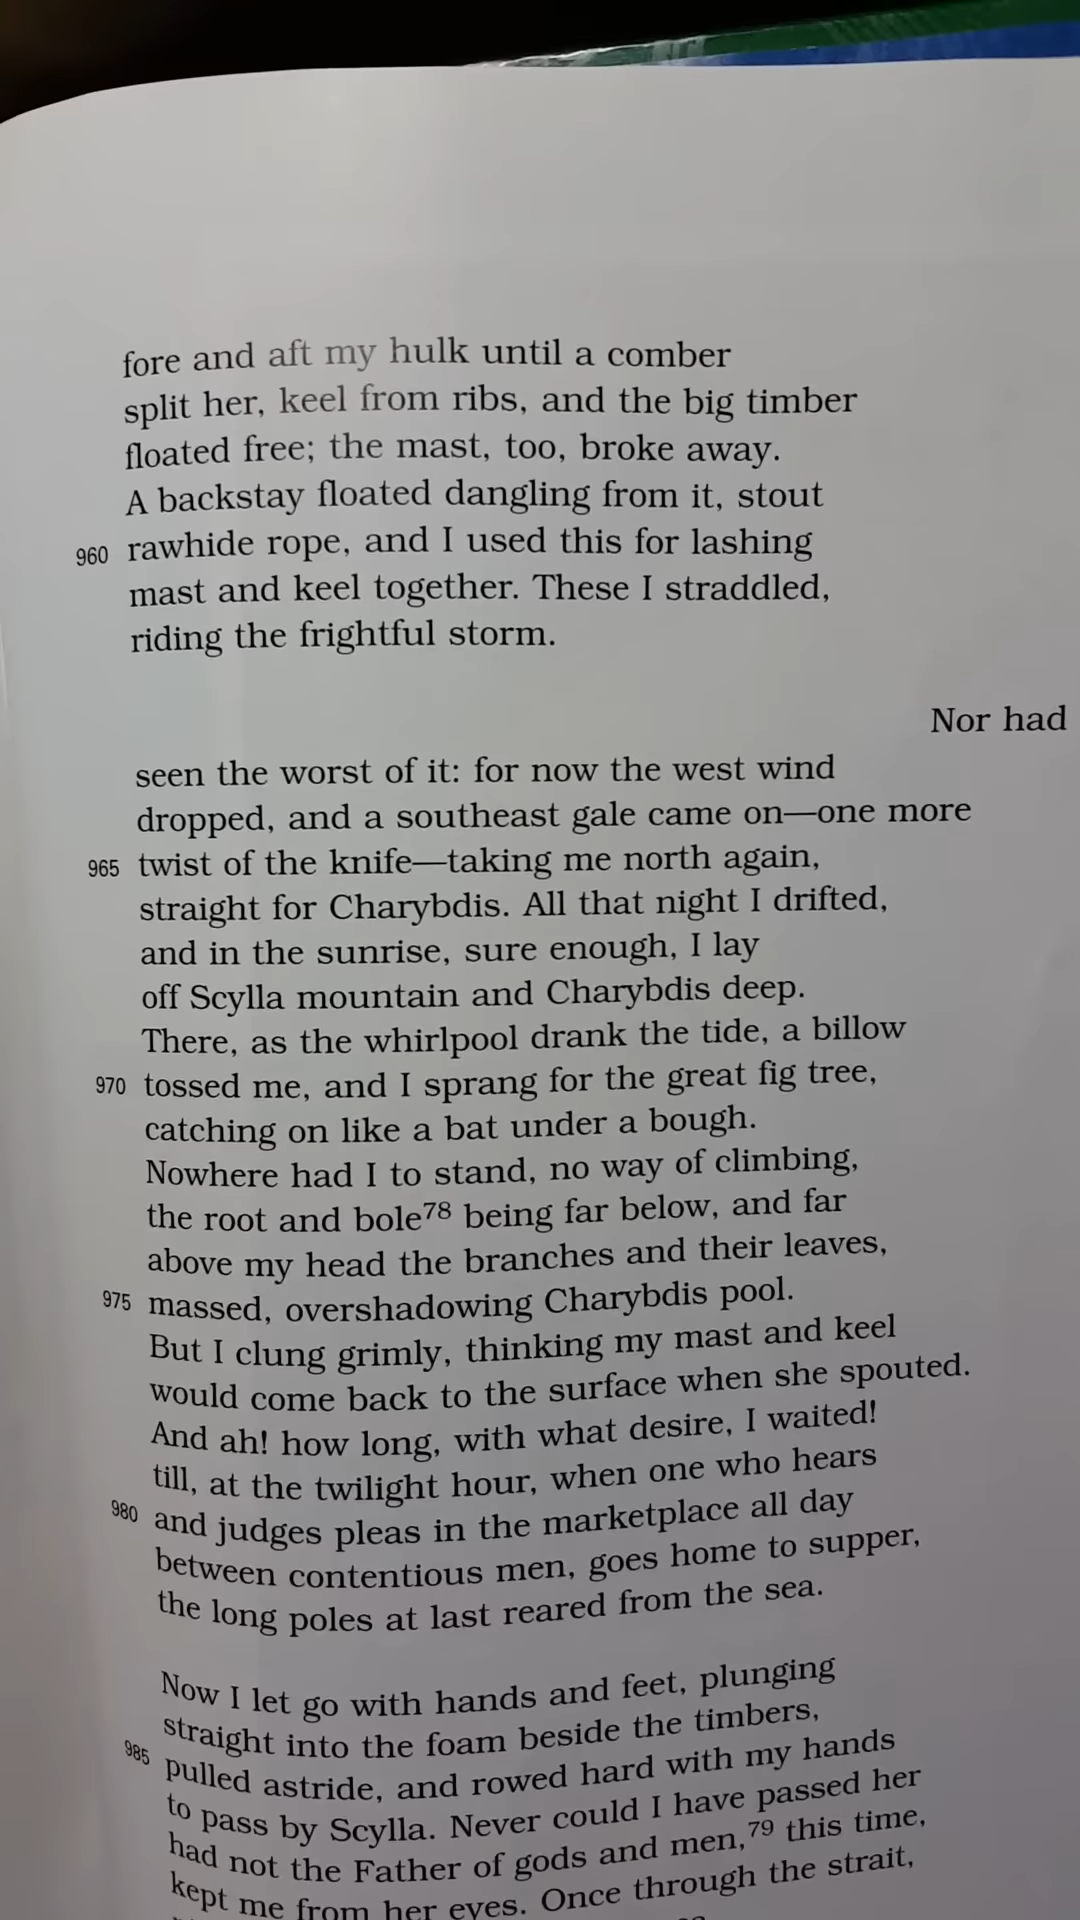 fore and aft my hulk until a comber
split her, keel from ribs, and the big timber
floated free; the mast, too, broke away.
A backstay floated dangling from it, stout
960 rawhide rope, and I used this for lashing
mast and keel together. These I straddled,
riding the frightful storm.
Nor had
seen the worst of it: for now the west wind
dropped, and a southeast gale came on—one more
965 twist of the knife—taking me north again,
straight for Charybdis. All that night I drifted,
and in the sunrise, sure enough, I lay
off Scylla mountain and Charybdis deep.
There, as the whirlpool drank the tide, a billow
970 tossed me, and I sprang for the great fig tree,
catching on like a bat under a bough.
Nowhere had I to stand, no way of climbing,
the root and bole⁷⁸ being far below, and far
above my head the branches and their leaves,
975 massed, overshadowing Charybdis pool.
But I clung grimly, thinking my mast and keel
would come back to the surface when she spouted.
And ah! how long, with what desire, I waited!
till, at the twilight hour, when one who hears
980 and judges pleas in the marketplace all day
between contentious men, goes home to supper,
the long poles at last reared from the sea.
Now I let go with hands and feet, plunging
straight into the foam beside the timbers,
985 pulled astride, and rowed hard with my hands
to pass by Scylla. Never could I have passed her
had not the Father of gods and men,⁷⁹ this time,
kept me from her eyes. Once through the strait,